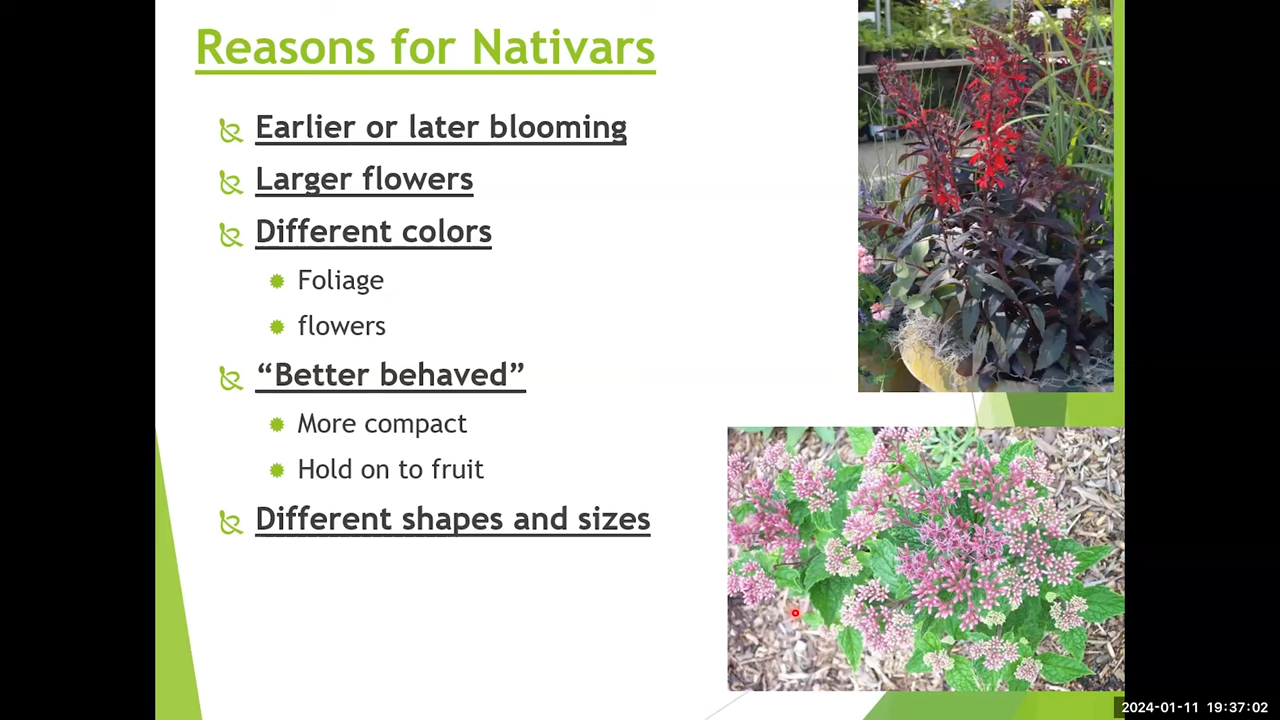 Reasons for Nativars
Earlier or later blooming
Larger flowers
Different colors
Foliage
flowers
“Better behaved”
More compact
Hold on to fruit
Different shapes and sizes
2024-01-11 19:37:02